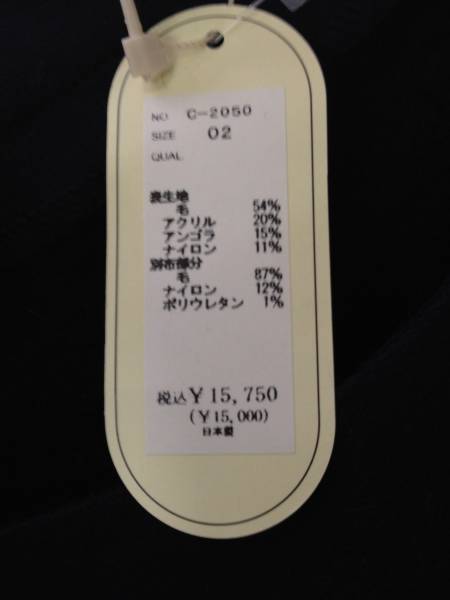 NO C-2050
SIZE 02
QUAL
表生地
毛 54%
アクリル 20%
アンゴラ 15%
ナイロン 11%
別布部分
毛 87%
ナイロン 12%
ポリウレタン 1%
税込¥15,750
(¥15,000)
日本製